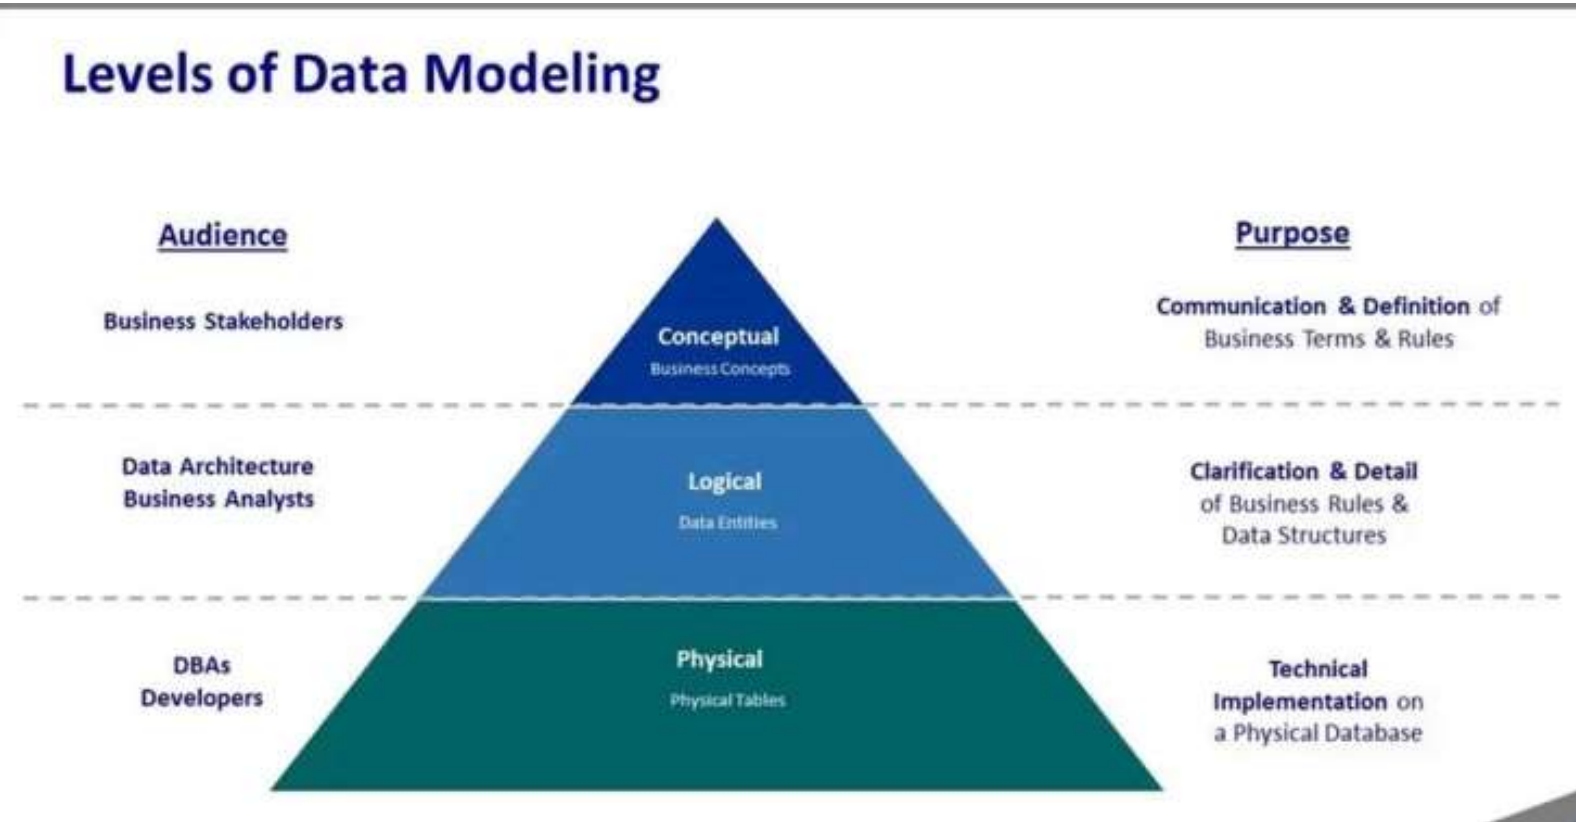 Levels of Data Modeling
Audience
Purpose
Business Stakeholders
Conceptual
Business Concepts
Communication & Definition of
Business Terms & Rules
Data Architecture
Business Analysts
Logical
Data Entities
Clarification & Detail
of Business Rules &
Data Structures
DBAs
Developers
Physical
Physical Tables
Technical
Implementation on
a Physical Database